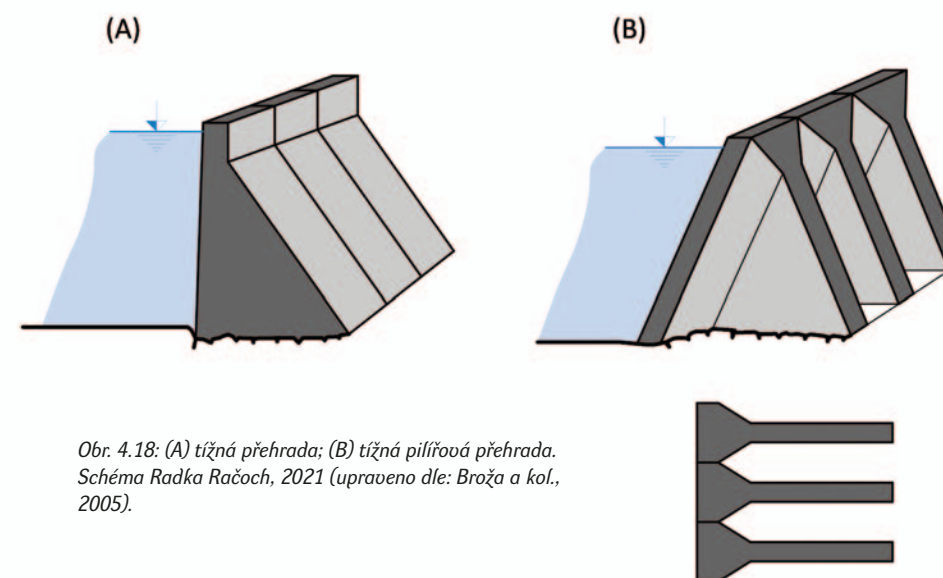 (A)
(B)
Obr. 4.18: (A) tížná přehrada; (B) tížná pilířová přehrada.
Schéma Radka Račoch, 2021 (upraveno dle: Broža a kol.,
2005).